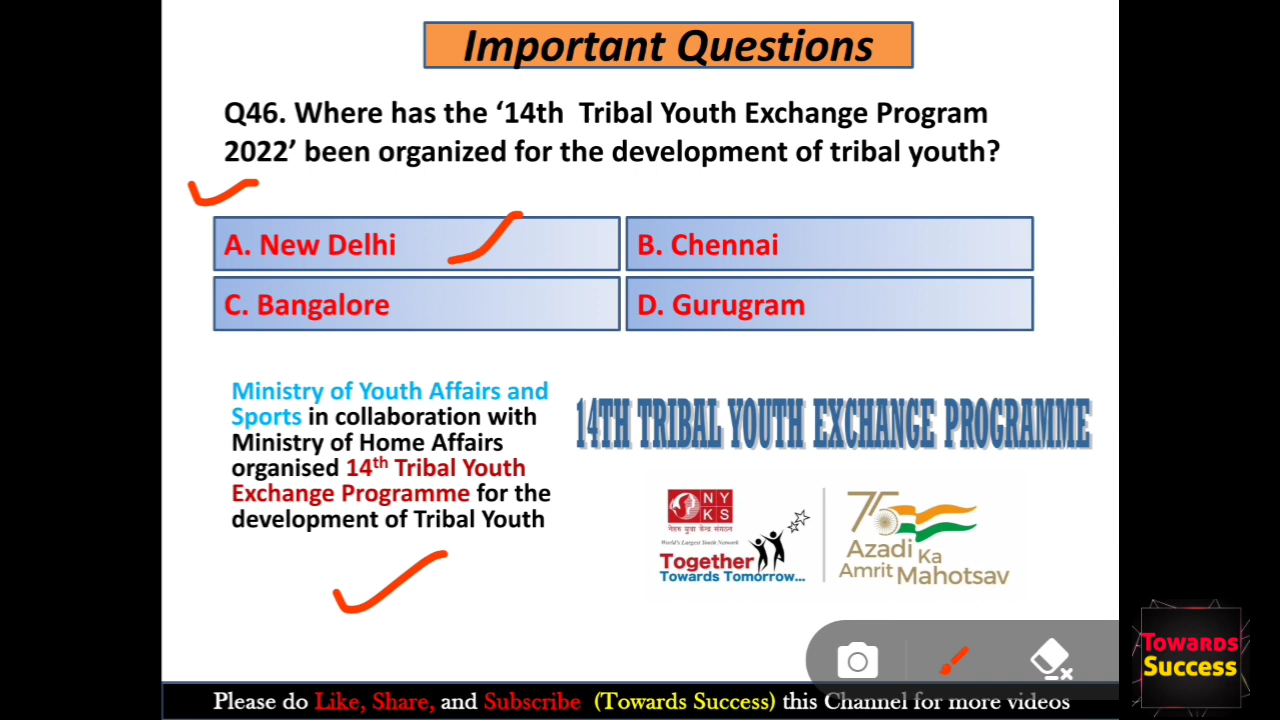 Important Questions
Q46. Where has the ‘14th Tribal Youth Exchange Program
2022’ been organized for the development of tribal youth?
A. New Delhi
B. Chennai
C. Bangalore
D. Gurugram
Ministry of Youth Affairs and
Sports in collaboration with
Ministry of Home Affairs
organised 14th Tribal Youth
Exchange Programme for the
development of Tribal Youth
14TH TRIBAL YOUTH EXCHANGE PROGRAMME
NY
KS
नेहरू युवा केन्द्र संगठन
World's Largest Youth Network
Together
Towards Tomorrow...
75
Azadi Ka
Amrit Mahotsav
Towards
Success
Please do Like, Share, and Subscribe (Towards Success) this Channel for more videos